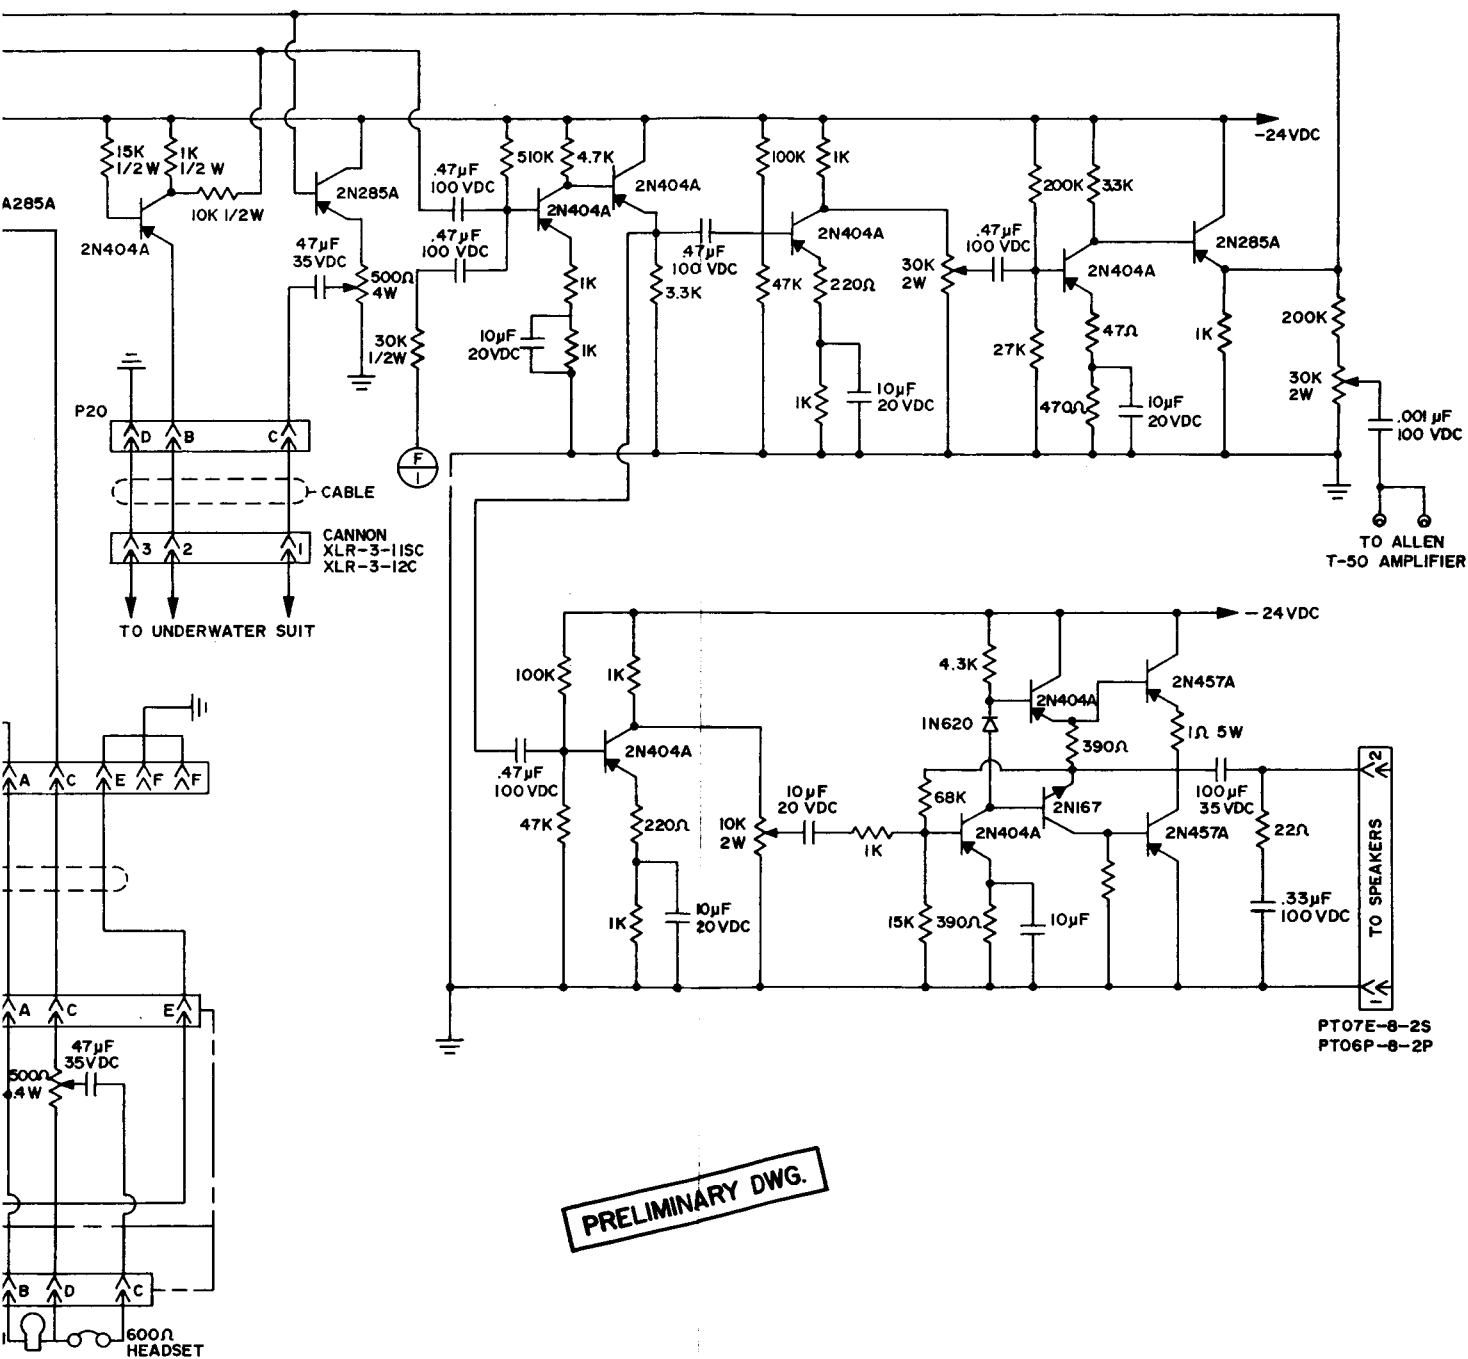 -24VDC
15K
1/2 W
1K
1/2 W
510K
4.7K
100K
1K
200K
3.3K
.47µF
100 VDC
2N285A
2N404A
A285A
10K 1/2W
2N404A
2N404A
2N404A
2N285A
.47µF
100 VDC
.47µF
100 VDC
.47µF
100 VDC
2N404A
47µF
35VDC
500Ω
4W
1K
3.3K
47K
220Ω
30K
2W
2N404A
200K
10µF
20VDC
1K
30K
1/2W
27K
47Ω
1K
30K
2W
1K
10µF
20 VDC
470Ω
10µF
20VDC
.001 µF
100 VDC
P20
D
B
C
F
1
CABLE
3
2
1
CANNON
XLR-3-11SC
XLR-3-12C
TO ALLEN
T-50 AMPLIFIER
TO UNDERWATER SUIT
-24VDC
100K
1K
4.3K
2N404A
2N457A
1N620
390Ω
1Ω 5W
2N404A
A
C
E
F
F
.47µF
100VDC
10µF
20 VDC
68K
2N167
100µF
35VDC
2
47K
220Ω
10K
2W
1K
2N404A
2N457A
22Ω
TO SPEAKERS
1K
10µF
20VDC
15K
390Ω
10µF
.33µF
100VDC
1
A
C
E
PT07E-8-2S
PT06P-8-2P
47µF
35VDC
500Ω
.4W
PRELIMINARY DWG.
B
D
C
600Ω
HEADSET